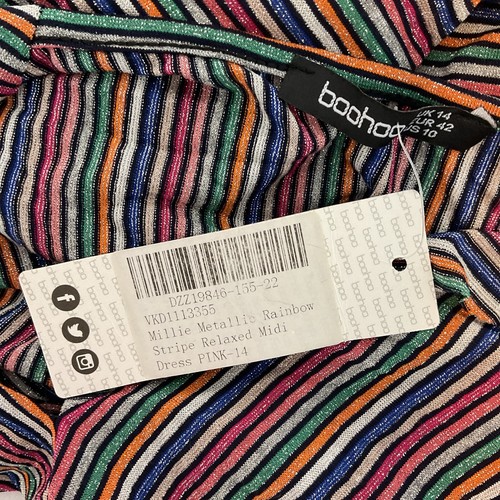 boohoo
UK 14
EUR 42
US 10
DZZ19846-155-22
VKD1113355
Millie Metallic Rainbow
Stripe Relaxed Midi
Dress PINK-14